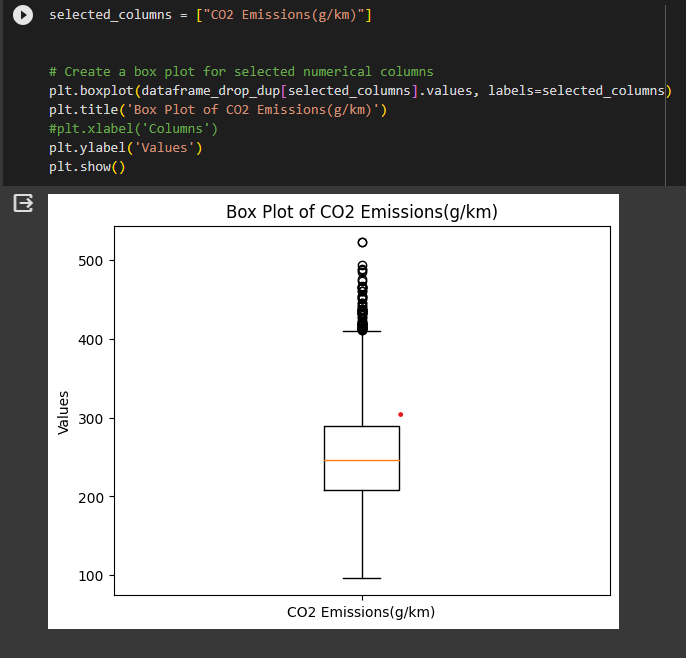 selected_columns = ["CO2 Emissions(g/km)"]
# Create a box plot for selected numerical columns
plt.boxplot(dataframe_drop_dup[selected_columns].values, labels=selected_columns)
plt.title('Box Plot of CO2 Emissions(g/km)')
#plt.xlabel('Columns')
plt.ylabel('Values')
plt.show()
Box Plot of CO2 Emissions(g/km)
500
400
300
200
100
Values
CO2 Emissions(g/km)